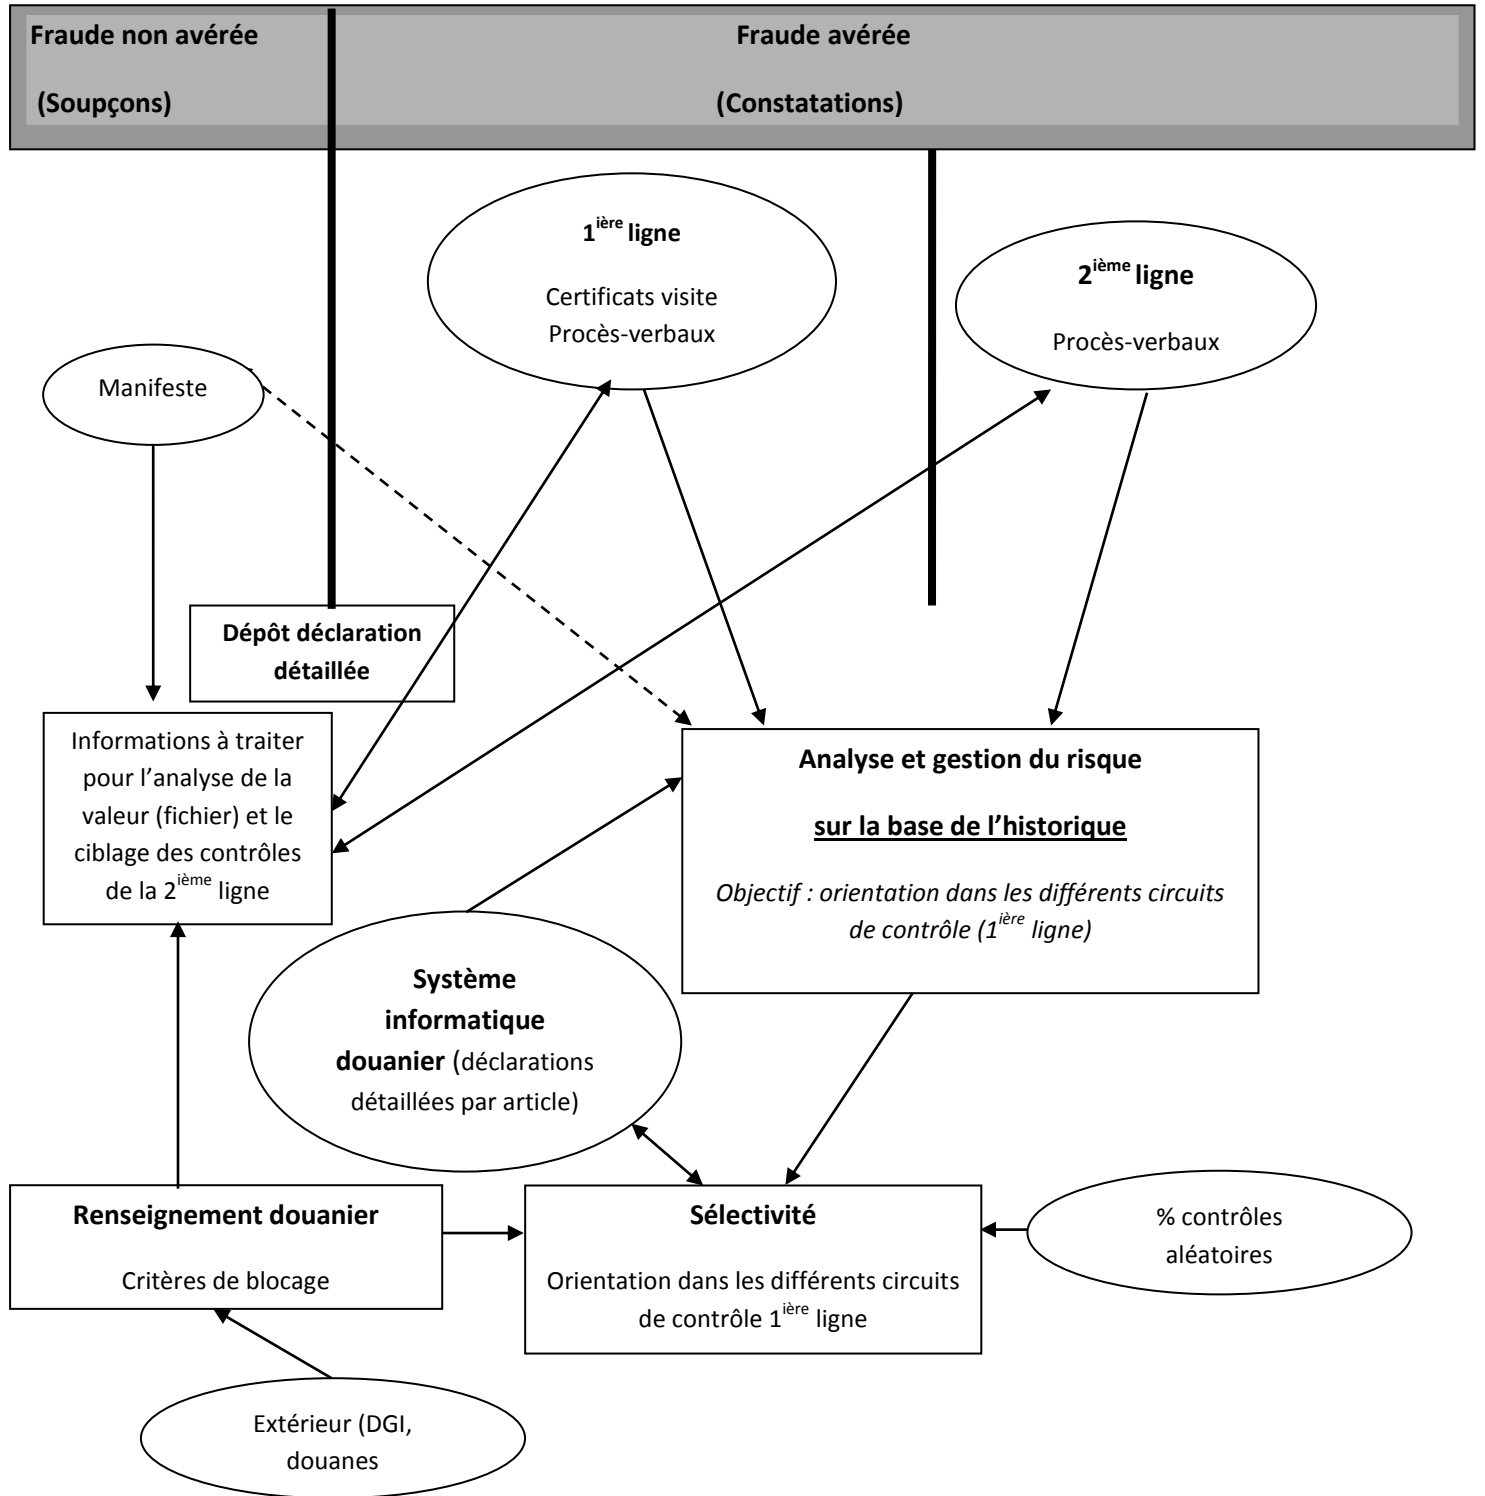 Fraude non avérée
(Soupçons)
Fraude avérée
(Constatations)
1ière ligne
Certificats visite
Procès-verbaux
2ième ligne
Procès-verbaux
Manifeste
Dépôt déclaration
détaillée
Informations à traiter
pour l’analyse de la
valeur (fichier) et le
ciblage des contrôles
de la 2ième ligne
Analyse et gestion du risque
sur la base de l’historique
Objectif : orientation dans les différents circuits
de contrôle (1ière ligne)
Système
informatique
douanier (déclarations
détaillées par article)
Renseignement douanier
Critères de blocage
Sélectivité
Orientation dans les différents circuits
de contrôle 1ière ligne
% contrôles
aléatoires
Extérieur (DGI,
douanes